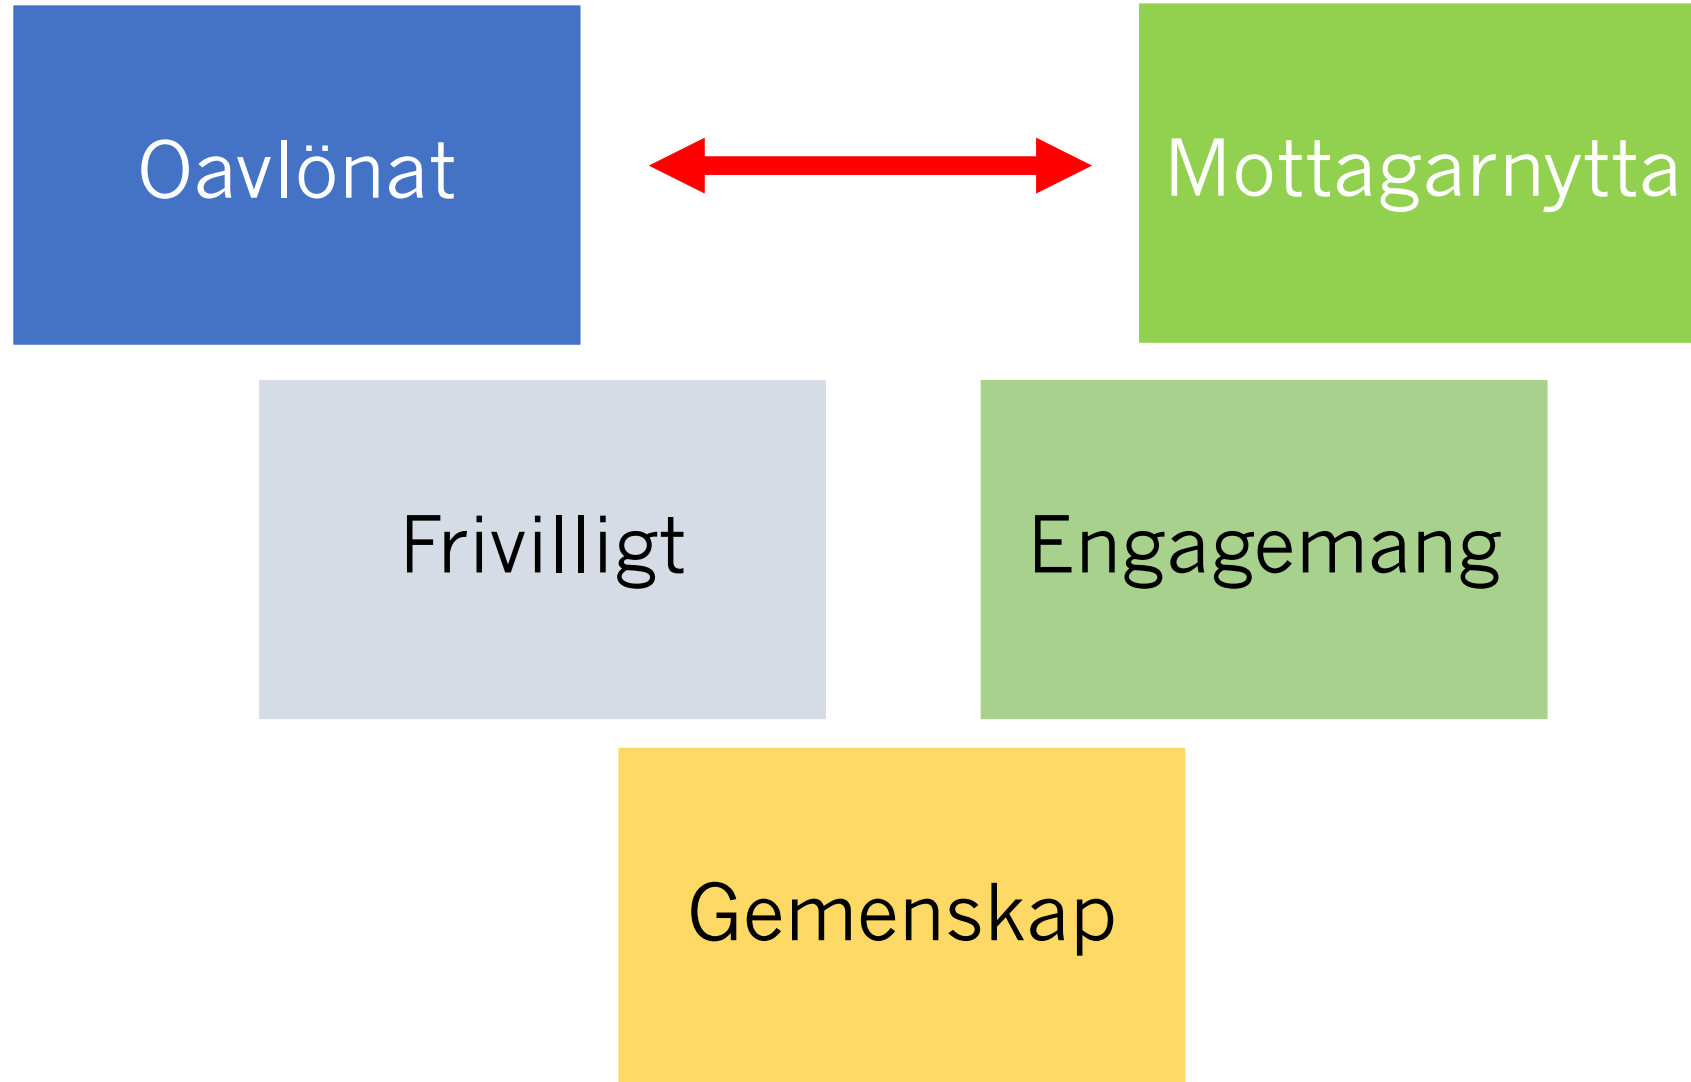 Oavlönat
Mottagarnytta
Frivilligt
Engagemang
Gemenskap